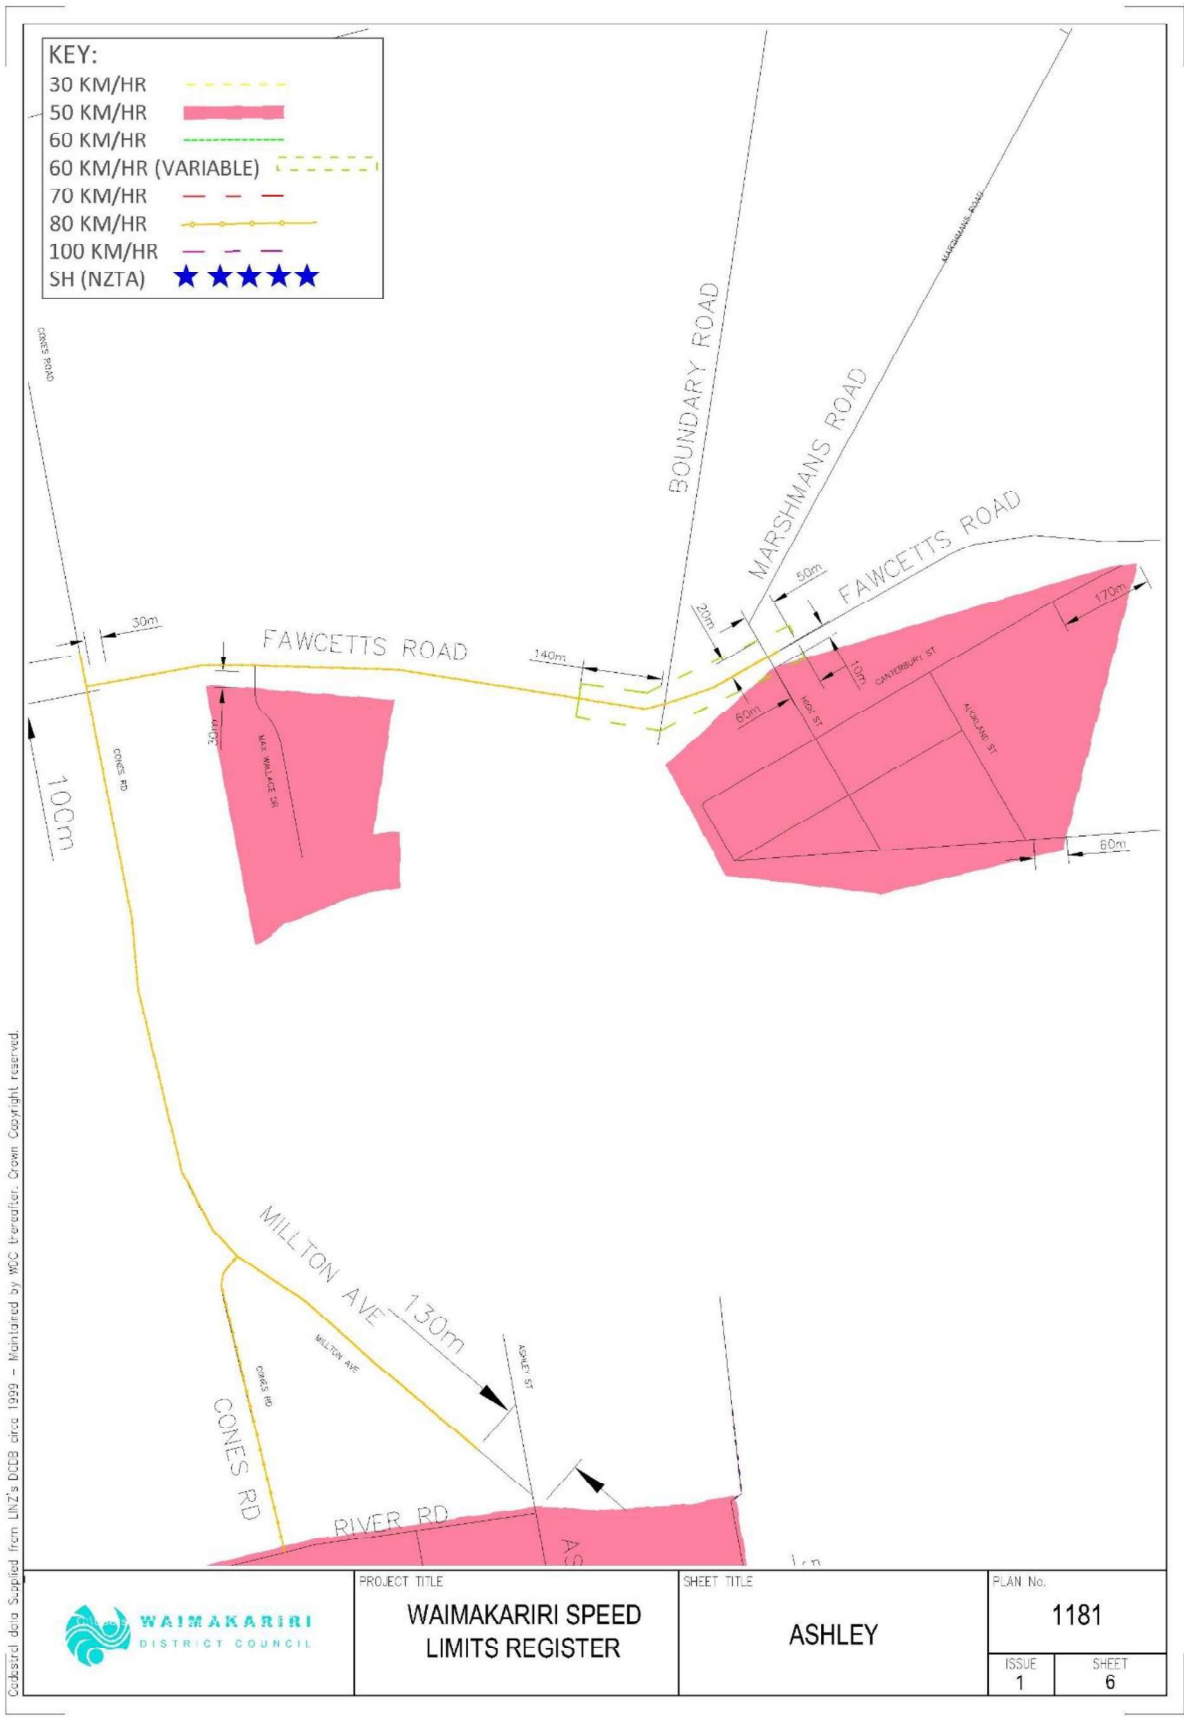 KEY:
30 KM/HR
50 KM/HR
60 KM/HR
60 KM/HR (VARIABLE)
70 KM/HR
80 KM/HR
100 KM/HR
SH (NZTA)
CONES ROAD
MARSHMANS ROAD
BOUNDARY ROAD
MARSHMANS ROAD
FAWCETTS ROAD
50m
20m
170m
30m
FAWCETTS ROAD
140m
10m
CANTERBURY ST
60m
HIGH ST
AUCKLAND ST
30m
MAX WALLACE DR
CONES RD
100m
60m
MILLTON AVE
130m
MILLTON AVE
ASHLEY ST
CONES RD
CONES RD
RIVER RD
AS
Cadastral data Supplied from LINZ's DCDB circa 1999 - Maintained by WDC thereafter. Crown Copyright reserved.
WAIMAKARIRI
DISTRICT COUNCIL
PROJECT TITLE
WAIMAKARIRI SPEED
LIMITS REGISTER
SHEET TITLE
ASHLEY
PLAN No.
1181
ISSUE
1
SHEET
6